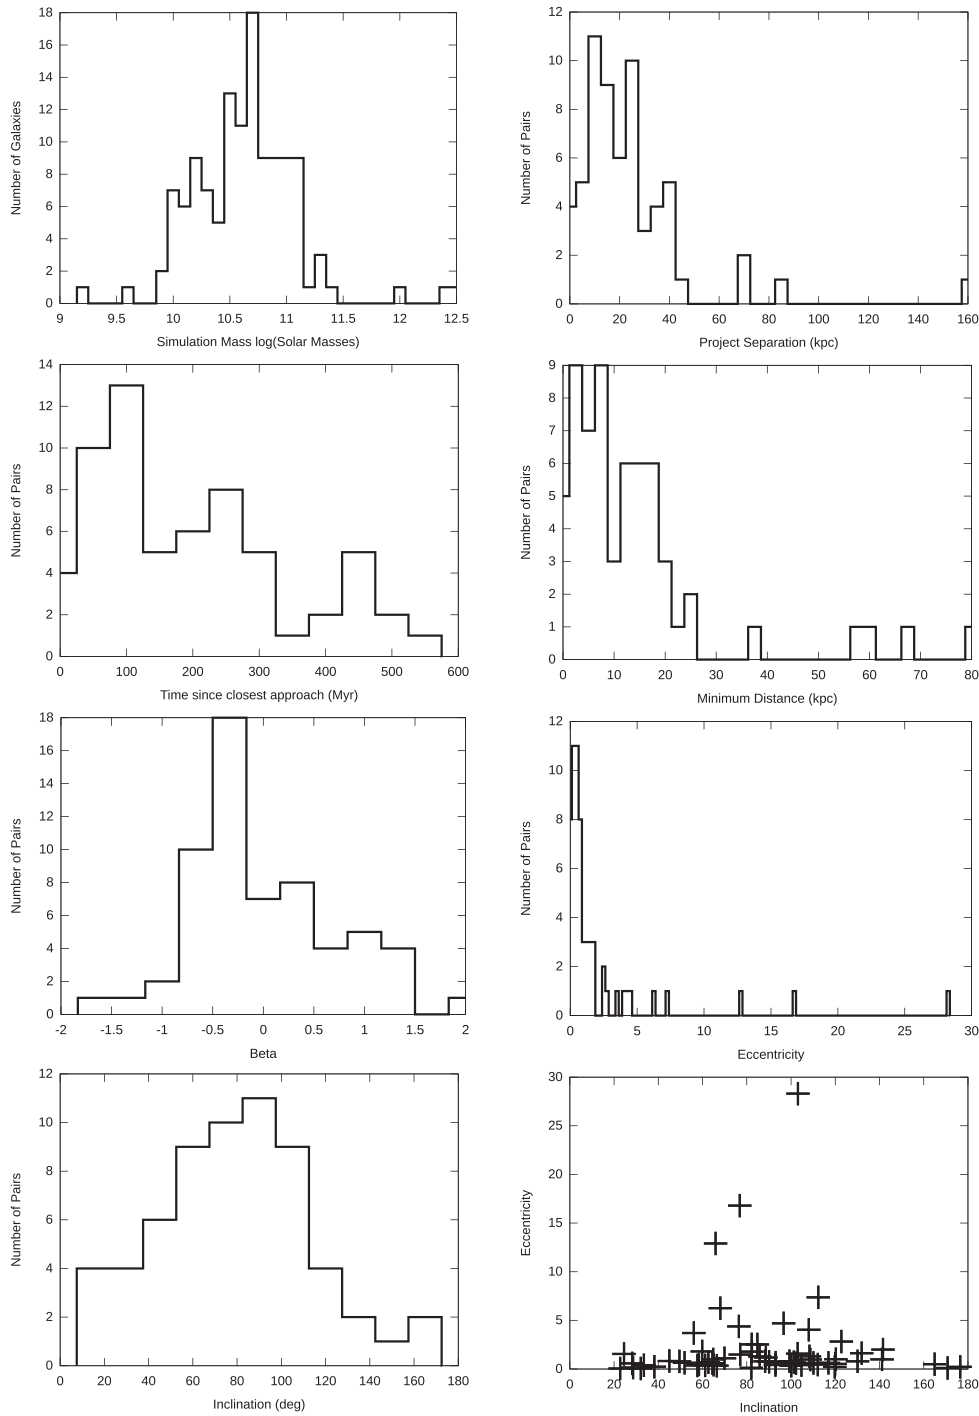 18
16
14
12
10
8
6
4
2
0
9 9.5 10 10.5 11 11.5 12 12.5
Number of Galaxies
Simulation Mass log(Solar Masses)
12
10
8
6
4
2
0
0 20 40 60 80 100 120 140 160
Number of Pairs
Project Separation (kpc)
14
12
10
8
6
4
2
0
0 100 200 300 400 500 600
Number of Pairs
Time since closest approach (Myr)
9
8
7
6
5
4
3
2
1
0
0 10 20 30 40 50 60 70 80
Number of Pairs
Minimum Distance (kpc)
18
16
14
12
10
8
6
4
2
0
-2 -1.5 -1 -0.5 0 0.5 1 1.5 2
Number of Pairs
Beta
12
10
8
6
4
2
0
0 5 10 15 20 25 30
Number of Pairs
Eccentricity
12
10
8
6
4
2
0
0 20 40 60 80 100 120 140 160 180
Number of Pairs
Inclination (deg)
30
25
20
15
10
5
0
0 20 40 60 80 100 120 140 160 180
Eccentricity
Inclination